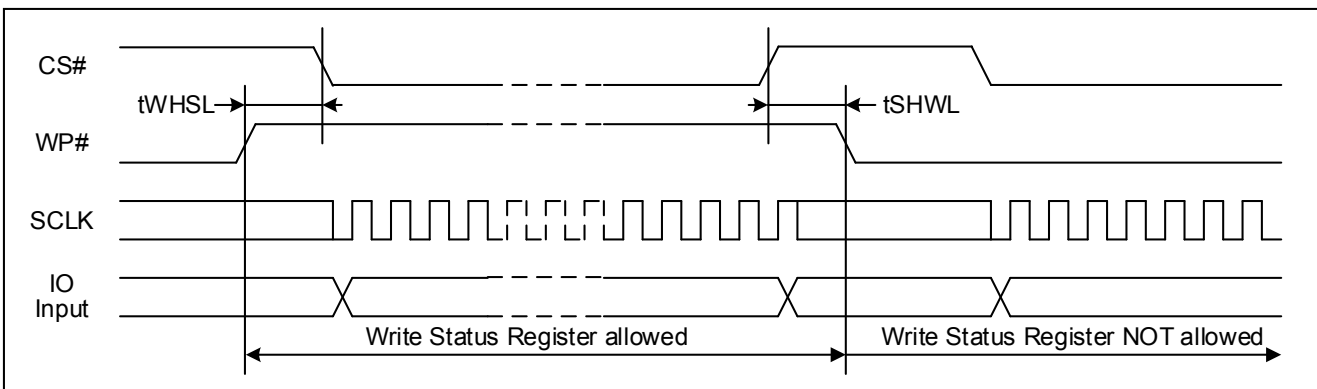 CS#
tWHSL
tSHWL
WP#
SCLK
IO
Input
Write Status Register allowed
Write Status Register NOT allowed